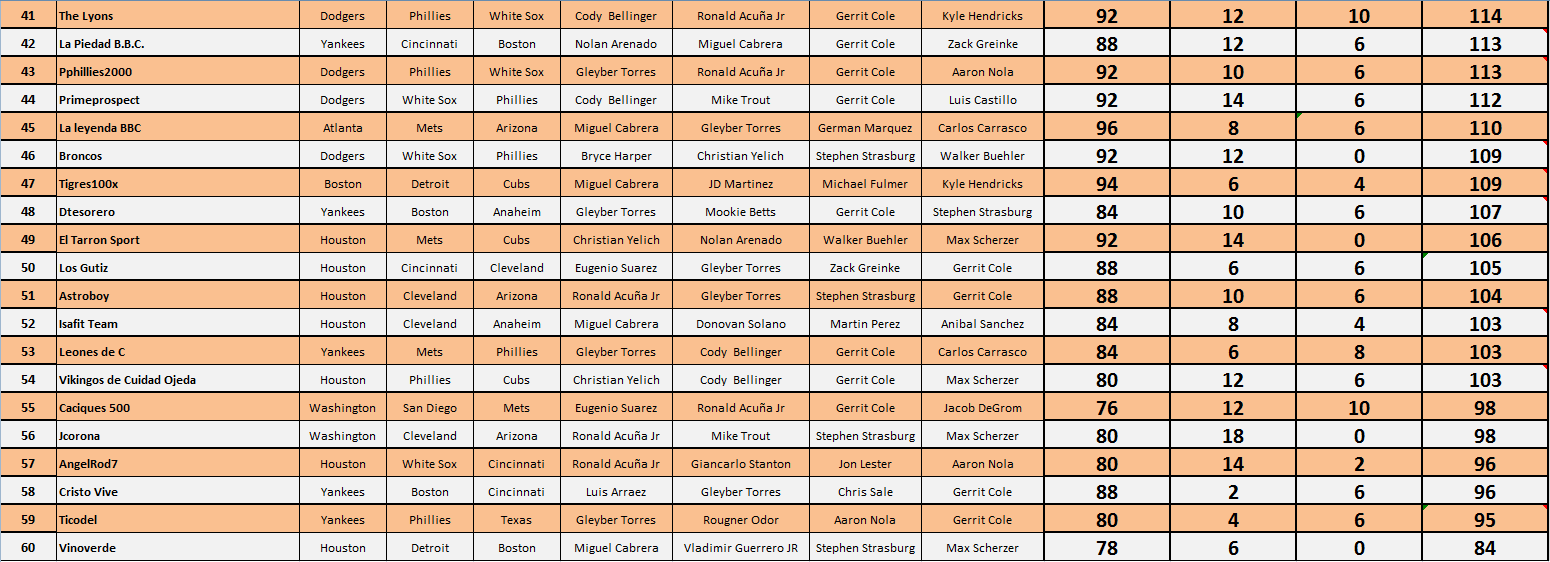 41 The Lyons Dodgers Phillies White Sox Cody Bellinger Ronald Acuña Jr Gerrit Cole Kyle Hendricks 92 12 10 114
42 La Piedad B.B.C. Yankees Cincinnati Boston Nolan Arenado Miguel Cabrera Gerrit Cole Zack Greinke 88 12 6 113
43 Pphillies2000 Dodgers Phillies White Sox Gleyber Torres Ronald Acuña Jr Gerrit Cole Aaron Nola 92 10 6 113
44 Primeprospect Dodgers White Sox Phillies Cody Bellinger Mike Trout Gerrit Cole Luis Castillo 92 14 6 112
45 La leyenda BBC Atlanta Mets Arizona Miguel Cabrera Gleyber Torres German Marquez Carlos Carrasco 96 8 6 110
46 Broncos Dodgers White Sox Phillies Bryce Harper Christian Yelich Stephen Strasburg Walker Buehler 92 12 0 109
47 Tigres100x Boston Detroit Cubs Miguel Cabrera JD Martinez Michael Fulmer Kyle Hendricks 94 6 4 109
48 Dtesorero Yankees Boston Anaheim Gleyber Torres Mookie Betts Gerrit Cole Stephen Strasburg 84 10 6 107
49 El Tarron Sport Houston Mets Cubs Christian Yelich Nolan Arenado Walker Buehler Max Scherzer 92 14 0 106
50 Los Gutiz Houston Cincinnati Cleveland Eugenio Suarez Gleyber Torres Zack Greinke Gerrit Cole 88 6 6 105
51 Astroboy Houston Cleveland Arizona Ronald Acuña Jr Gleyber Torres Stephen Strasburg Gerrit Cole 88 10 6 104
52 Isafit Team Houston Cleveland Anaheim Miguel Cabrera Donovan Solano Martin Perez Anibal Sanchez 84 8 4 103
53 Leones de C Yankees Mets Phillies Gleyber Torres Cody Bellinger Gerrit Cole Carlos Carrasco 84 6 8 103
54 Vikingos de Cuidad Ojeda Houston Phillies Cubs Christian Yelich Cody Bellinger Gerrit Cole Max Scherzer 80 12 6 103
55 Caciques 500 Washington San Diego Mets Eugenio Suarez Ronald Acuña Jr Gerrit Cole Jacob DeGrom 76 12 10 98
56 Jcorona Washington Cleveland Arizona Ronald Acuña Jr Mike Trout Stephen Strasburg Max Scherzer 80 18 0 98
57 AngelRod7 Houston White Sox Cincinnati Ronald Acuña Jr Giancarlo Stanton Jon Lester Aaron Nola 80 14 2 96
58 Cristo Vive Yankees Boston Cincinnati Luis Arraez Gleyber Torres Chris Sale Gerrit Cole 88 2 6 96
59 Ticodel Yankees Phillies Texas Gleyber Torres Rougner Odor Aaron Nola Gerrit Cole 80 4 6 95
60 Vinoverde Houston Detroit Boston Miguel Cabrera Vladimir Guerrero JR Stephen Strasburg Max Scherzer 78 6 0 84